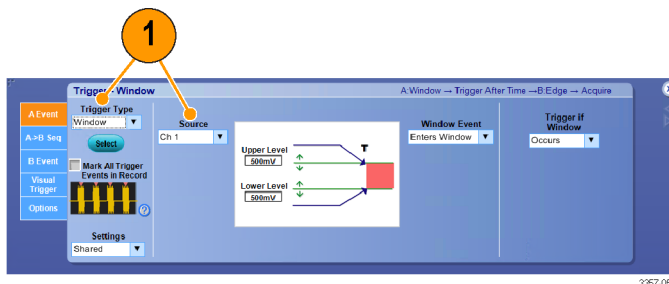 1
Trigger - Window
A:Window → Trigger After Time →B:Edge → Acquire
A Event
A->B Seq
B Event
Visual
Trigger
Options
Trigger Type
Window
Select
Mark All Trigger
Events in Record
Settings
Shared
Source
Ch 1
Upper Level
500mV
Lower Level
500mV
T
Window Event
Enters Window
Trigger if
Window
Occurs